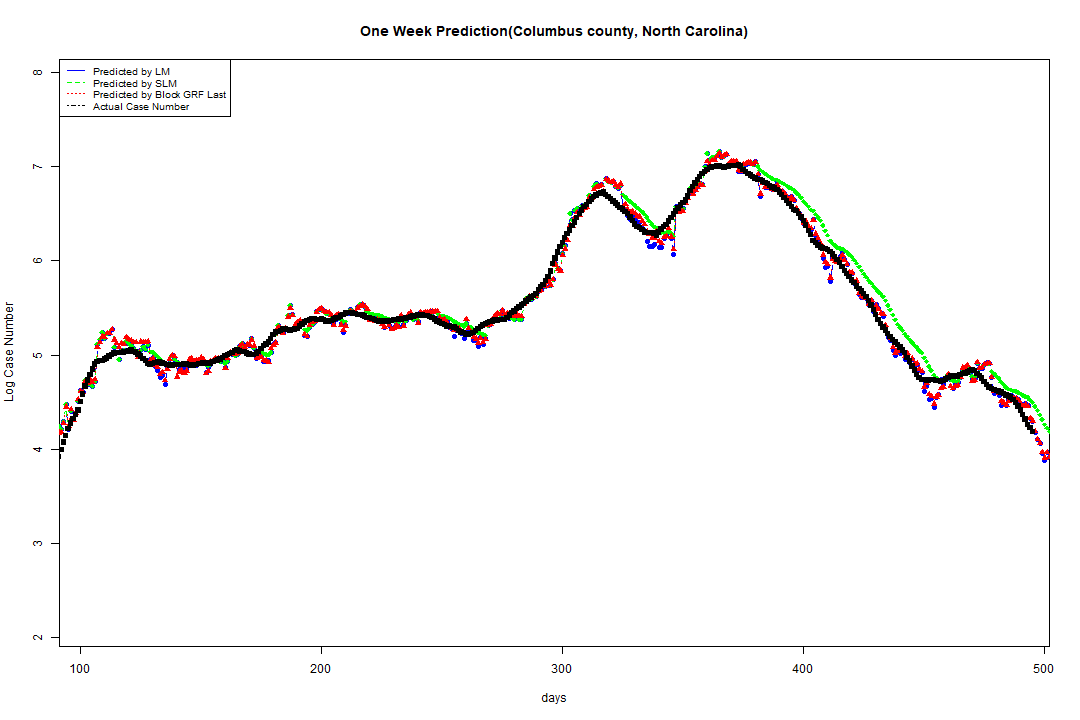 One Week Prediction(Columbus county, North Carolina)
Predicted by LM
Predicted by SLM
Predicted by Block GRF Last
Actual Case Number
8
7
6
5
4
3
2
Log Case Number
100 200 300 400 500
days